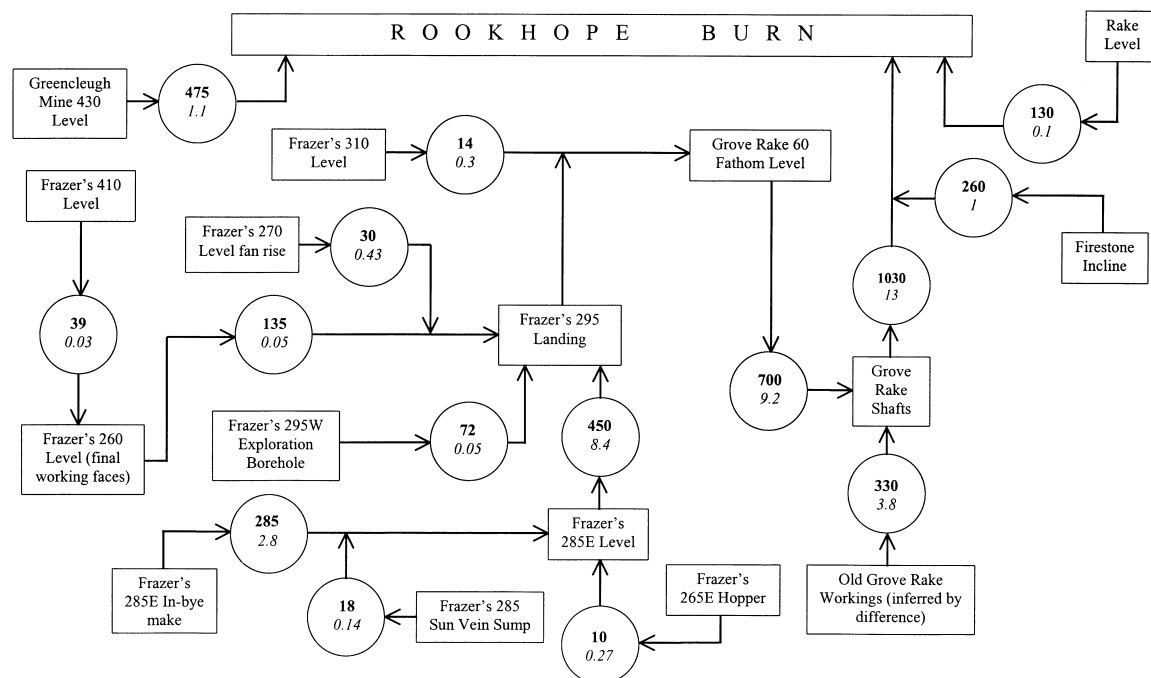 ROOKHOPE BURN
Rake
Level
Greencleugh
Mine 430
Level
475
1.1
130
0.1
Frazer's 310
Level
14
0.3
Grove Rake 60
Fathom Level
Frazer's 410
Level
260
1
Frazer's 270
Level fan rise
30
0.43
Firestone
Incline
1030
13
39
0.03
135
0.05
Frazer's 295
Landing
700
9.2
Grove
Rake
Shafts
Frazer's 260
Level (final
working faces)
Frazer's 295W
Exploration
Borehole
72
0.05
450
8.4
330
3.8
285
2.8
Frazer's
285E Level
Frazer's
285E In-bye
make
18
0.14
Frazer's 285
Sun Vein Sump
10
0.27
Frazer's
265E Hopper
Old Grove Rake
Workings (inferred by
difference)